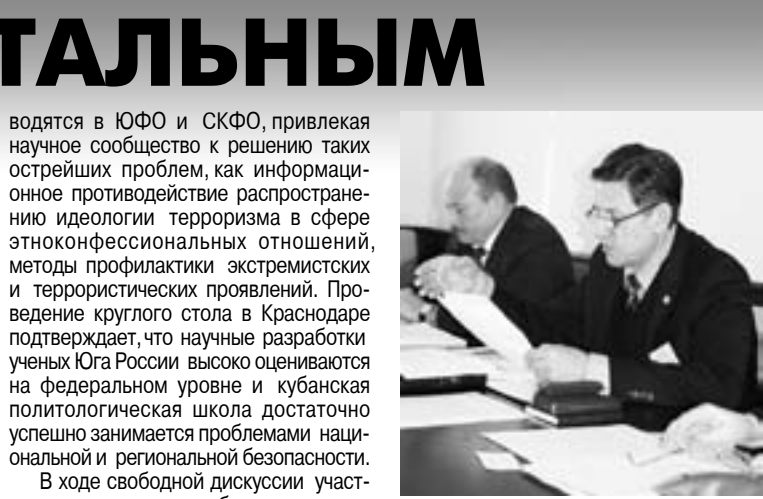 ТАЛЬНЫМ
водятся в ЮФО и СКФО, привлекая
научное сообщество к решению таких
острейших проблем, как информаци-
онное противодействие распростране-
нию идеологии терроризма в сфере
этноконфессиональных отношений,
методы профилактики экстремистских
и террористических проявлений. Про-
ведение круглого стола в Краснодаре
подтверждает, что научные разработки
ученых Юга России высоко оцениваются
на федеральном уровне и кубанская
политологическая школа достаточно
успешно занимается проблемами наци-
ональной и региональной безопасности.
В ходе свободной дискуссии участ-